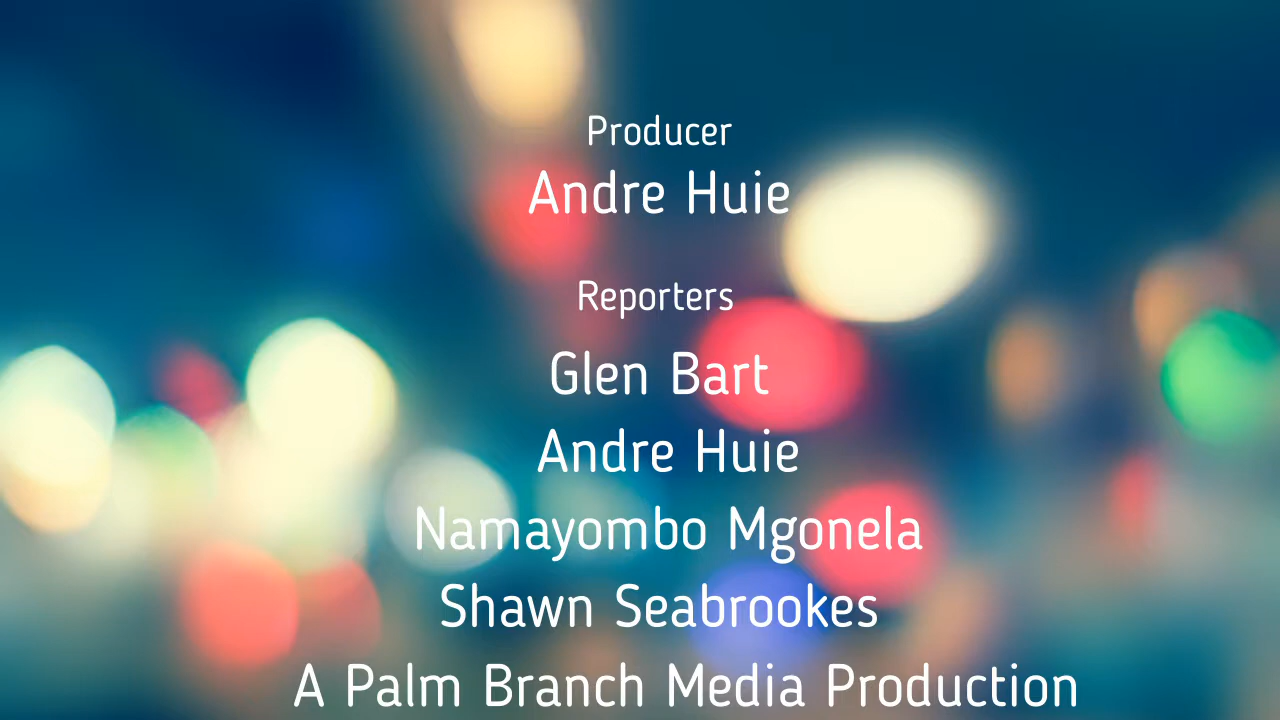 Producer
Andre Huie
Reporters
Glen Bart
Andre Huie
Namayombo Mgonela
Shawn Seabrookes
A Palm Branch Media Production